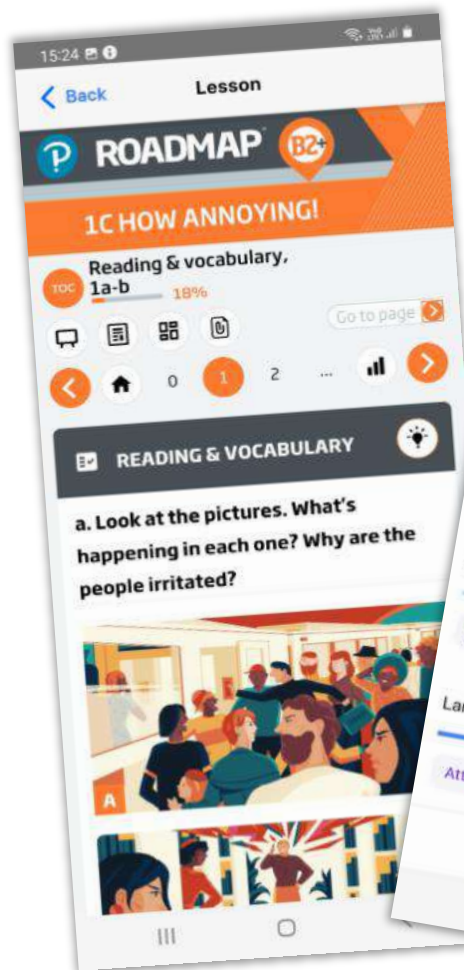 15:24
Back
Lesson
ROADMAP B2+
1C HOW ANNOYING!
TOC
Reading & vocabulary,
1a-b
18%
Go to page
0 1 2 ...
READING & VOCABULARY
a. Look at the pictures. What's
happening in each one? Why are the
people irritated?
A